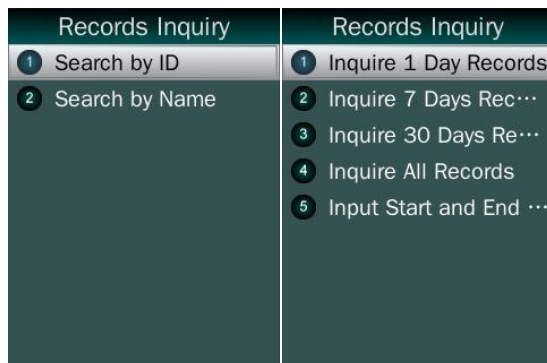 Records Inquiry
1 Search by ID
2 Search by Name
Records Inquiry
1 Inquire 1 Day Records
2 Inquire 7 Days Rec···
3 Inquire 30 Days Re···
4 Inquire All Records
5 Input Start and End ···